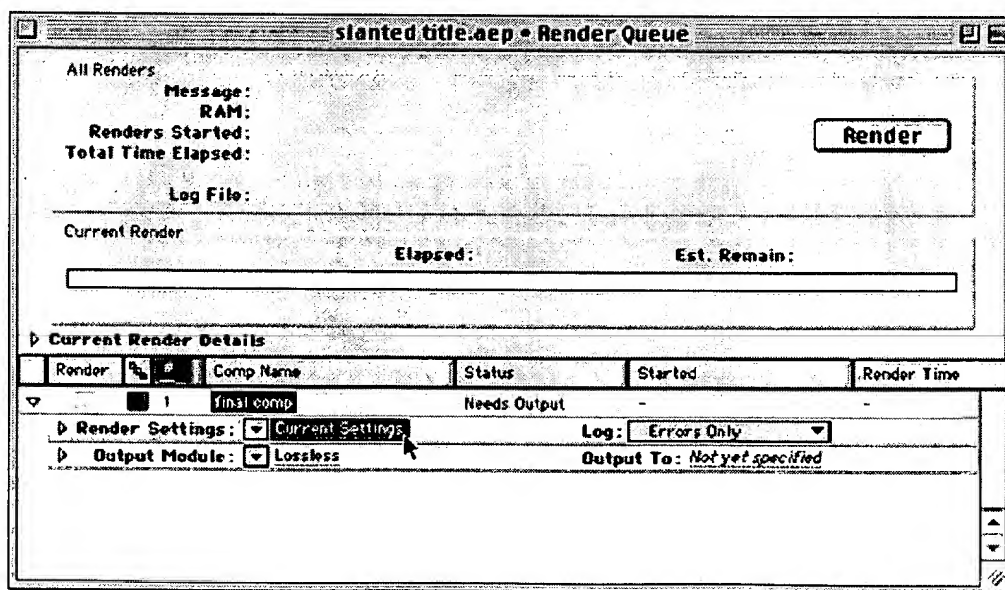 slanted title.aep • Render Queue
All Renders
Message:
RAM:
Renders Started:
Total Time Elapsed:
Render
Log File:
Current Render
Elapsed: Est. Remain:
Current Render Details
Render # Comp Name Status Started Render Time
1 final comp Needs Output - -
Render Settings: Current Settings Log: Errors Only
Output Module: Lossless Output To: Not yet specified